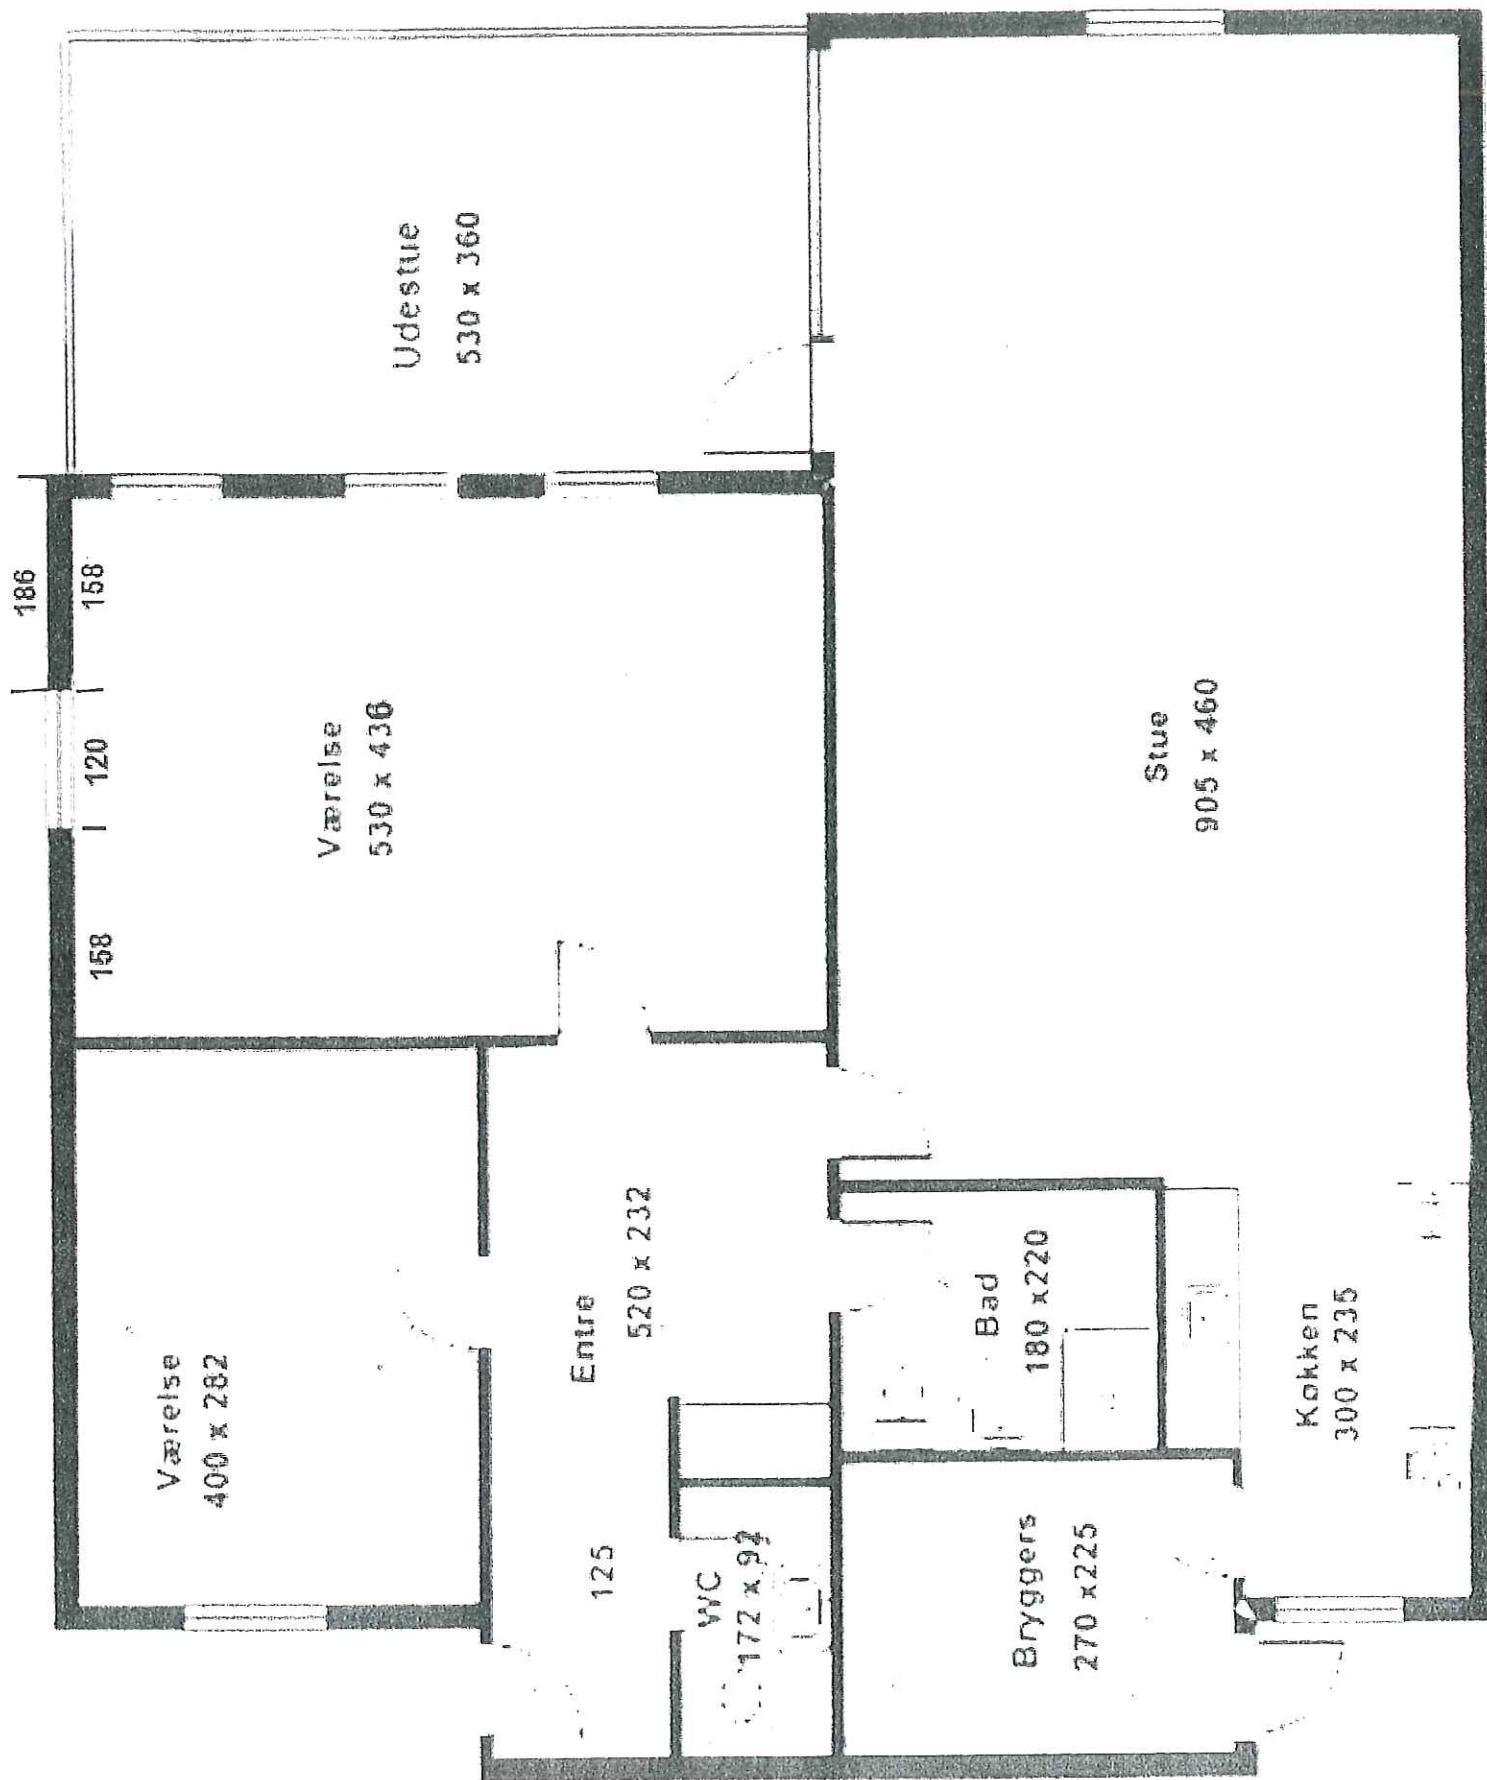 186
158
120
158
Udestue
530 x 360
Værelse
530 x 436
Værelse
400 x 282
Entre
520 x 232
125
WC
172 x 92
Bad
180 x220
Stue
905 x 460
Køkken
300 x 235
Bryggers
270 x225